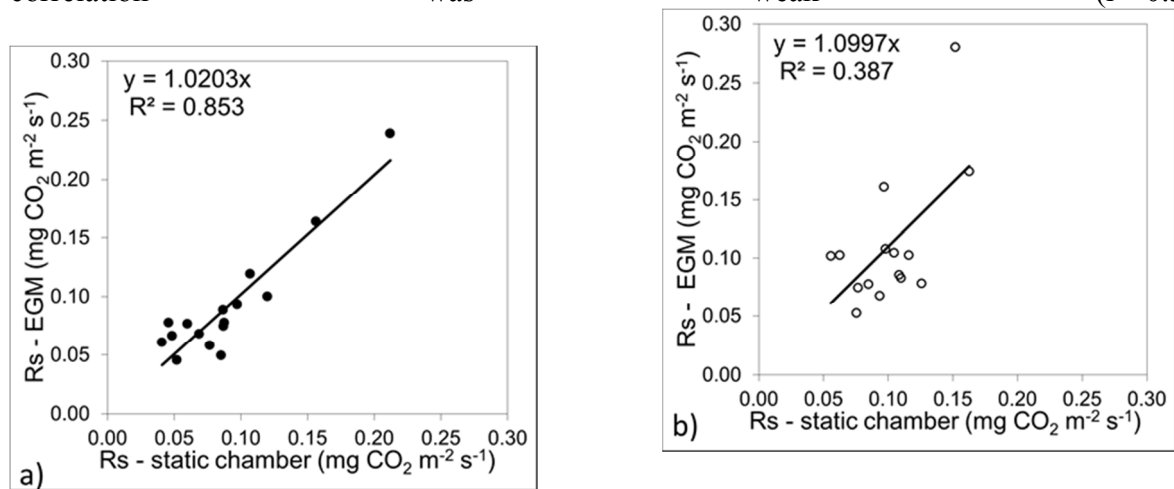 correlation was weak
0.30
y = 1.0203x
R² = 0.853
0.25
0.20
0.15
0.10
0.05
0.00
Rs - EGM (mg CO₂ m⁻² s⁻¹)
0.00 0.05 0.10 0.15 0.20 0.25 0.30
Rs - static chamber (mg CO₂ m⁻² s⁻¹)
a)
0.30
y = 1.0997x
R² = 0.387
0.25
0.20
0.15
0.10
0.05
0.00
Rs - EGM (mg CO₂ m⁻² s⁻¹)
0.00 0.05 0.10 0.15 0.20 0.25 0.30
Rs - static chamber (mg CO₂ m⁻² s⁻¹)
b)